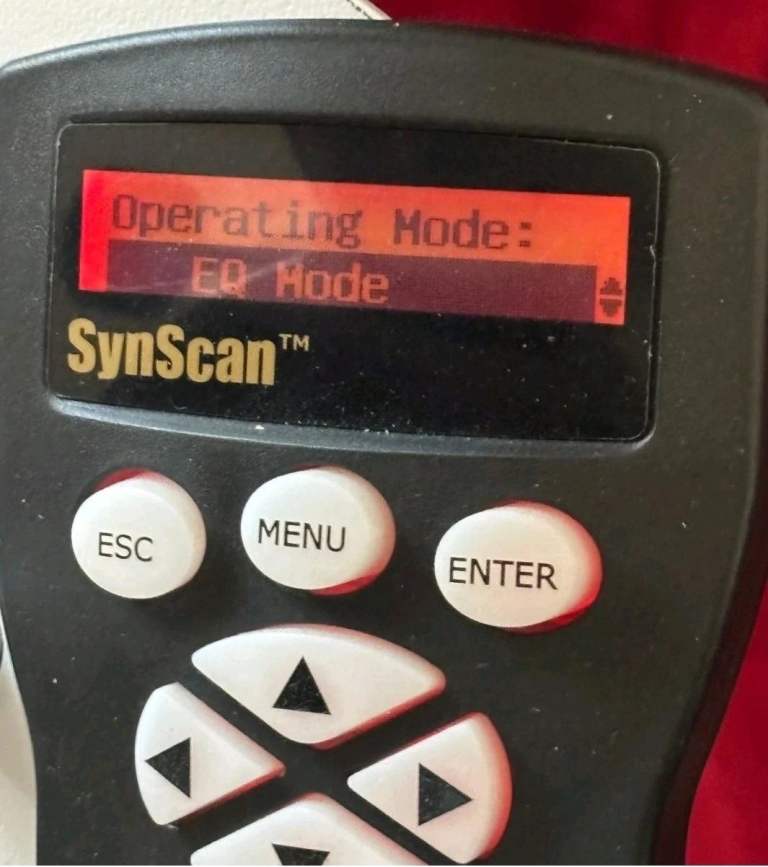 Operating Mode:
EQ Mode
SynScan™
ESC
MENU
ENTER